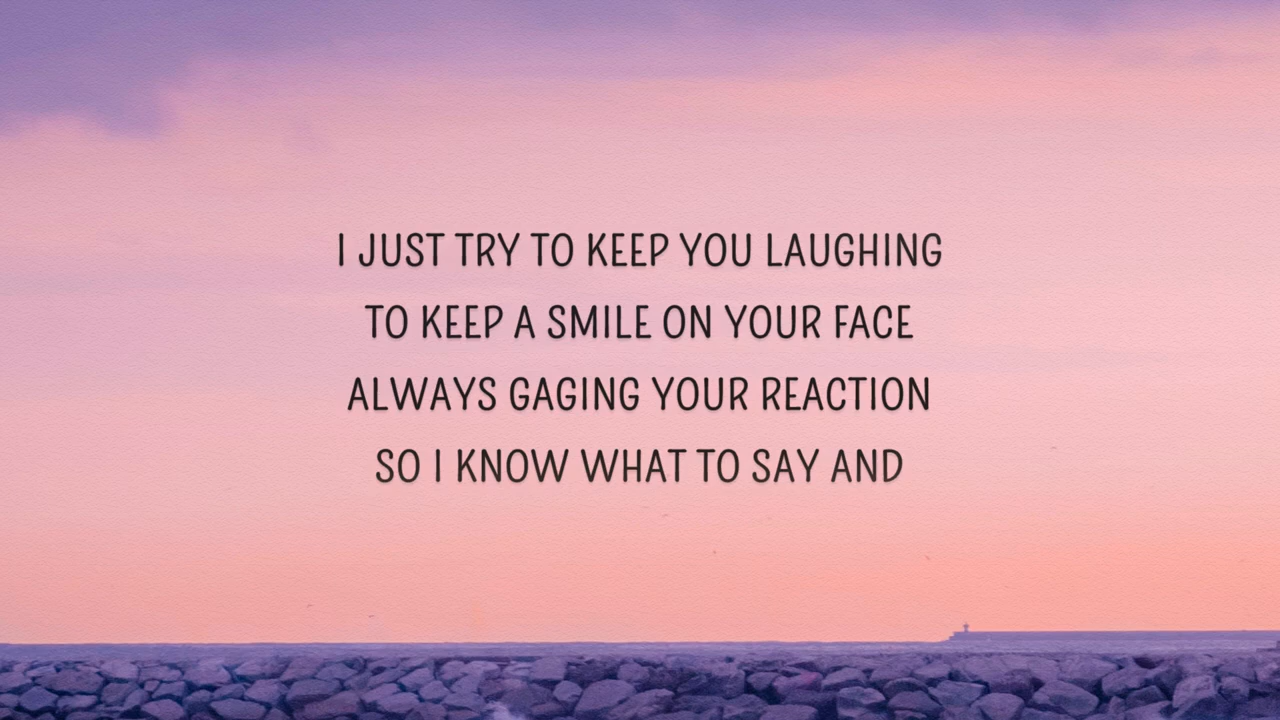 I JUST TRY TO KEEP YOU LAUGHING
TO KEEP A SMILE ON YOUR FACE
ALWAYS GAGING YOUR REACTION
SO I KNOW WHAT TO SAY AND